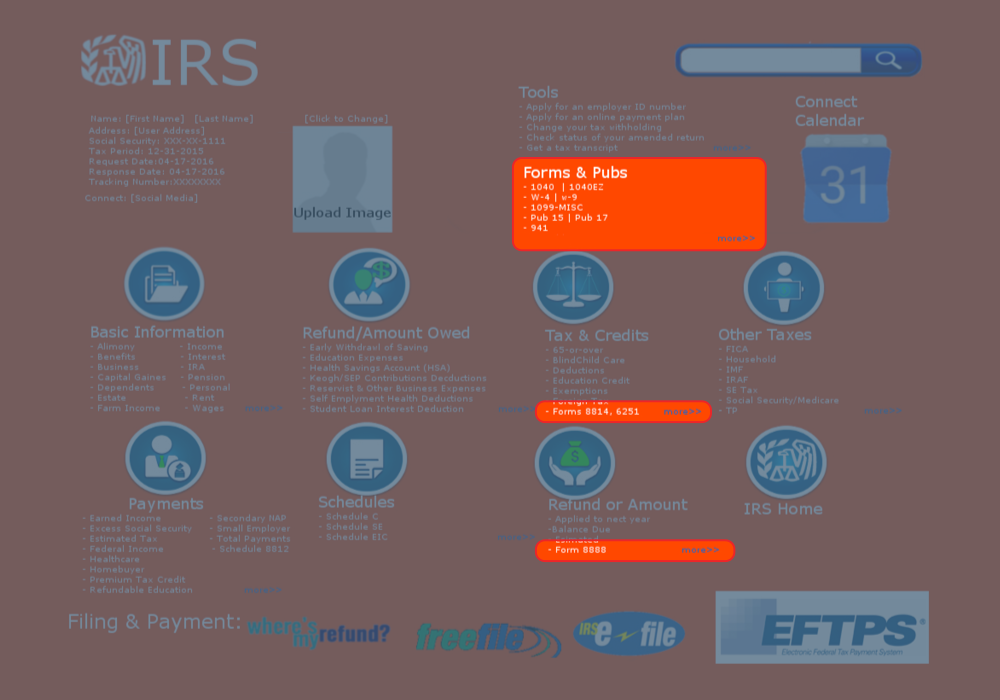 IRS
Name: [First Name] [Last Name]
Address: [User Address]
Social Security: XXX-XX-1111
Tax Period: 12-31-2015
Request Date:04-17-2016
Response Date: 04-17-2016
Tracking Number:XXXXXXXX
Connect: [Social Media]
[Click to Change]
Upload Image
Tools
- Apply for an employer ID number
- Apply for an online payment plan
- Change your tax withholding
- Check status of your amended return
- Get a tax transcript
Forms & Pubs
- 1040 | 1040EZ
- W-4 | w-9
- 1099-MISC
- Pub 15 | Pub 17
- 941
more>>
Connect
Calendar
31
Basic Information
- Alimony
- Benefits
- Business
- Capital Gaines
- Dependents
- Estate
- Farm Income
- Income
- Interest
- IRA
- Pension
- Personal
- Rent
- Wages
Refund/Amount Owed
- Early Withdrawl of Saving
- Education Expenses
- Health Savings Account (HSA)
- Keogh/SEP Contributions Decductions
- Reservist & Other Business Expenses
- Self Emplyment Health Deductions
- Student Loan Interest Deduction
Tax & Credits
- 65-or-over
- BlindChild Care
- Deductions
- Education Credit
- Exemptions
- Foreign Tax
- Forms 8814, 6251 more>>
Other Taxes
- FICA
- Household
- IMF
- IRAF
- SE Tax
- Social Security/Medicare
- TP
more>>
Payments
- Earned Income
- Excess Social Security
- Estimated Tax
- Federal Income
- Healthcare
- Homebuyer
- Premium Tax Credit
- Refundable Education
- Secondary NAP
- Small Employer
- Total Payments
- Schedule 8812
Schedules
- Schedule C
- Schedule SE
- Schedule EIC
Refund or Amount
- Applied to nect year
-Balance Due
- Estimated
- Form 8888 more>>
IRS Home
Filing & Payment:
where's my refund?
freefile
IRS e file
EFTPS®
Electronic Federal Tax Payment System